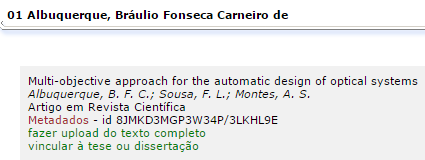 01 Albuquerque, Bráulio Fonseca Carneiro de
Multi-objective approach for the automatic design of optical systems
Albuquerque, B. F. C.; Sousa, F. L.; Montes, A. S.
Artigo em Revista Científica
Metadados - id 8JMKD3MGP3W34P/3LKHL9E
fazer upload do texto completo
vincular à tese ou dissertação